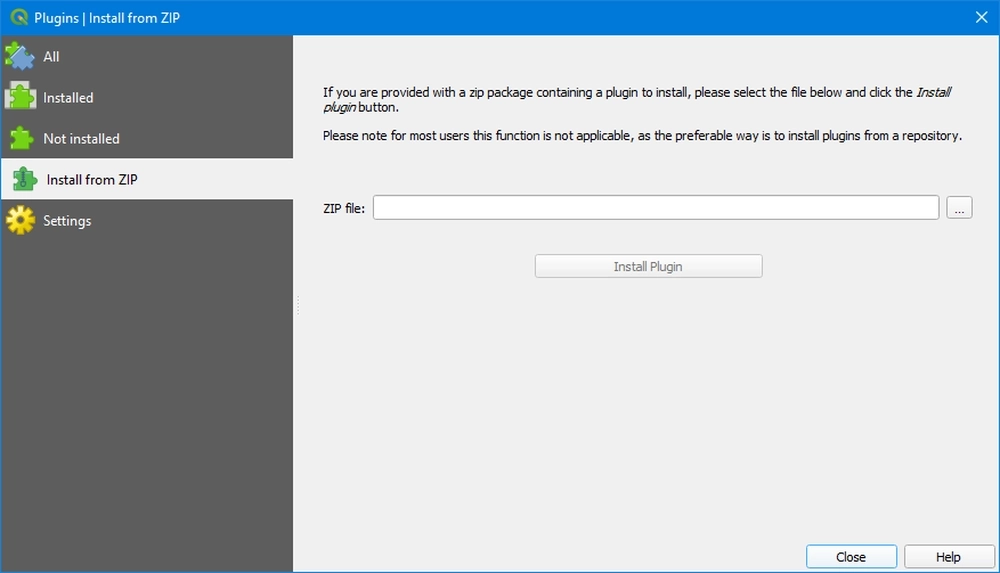 Plugins | Install from ZIP
All
Installed
Not installed
Install from ZIP
Settings
If you are provided with a zip package containing a plugin to install, please select the file below and click the Install
plugin button.
Please note for most users this function is not applicable, as the preferable way is to install plugins from a repository.
ZIP file:
...
Install Plugin
Close
Help